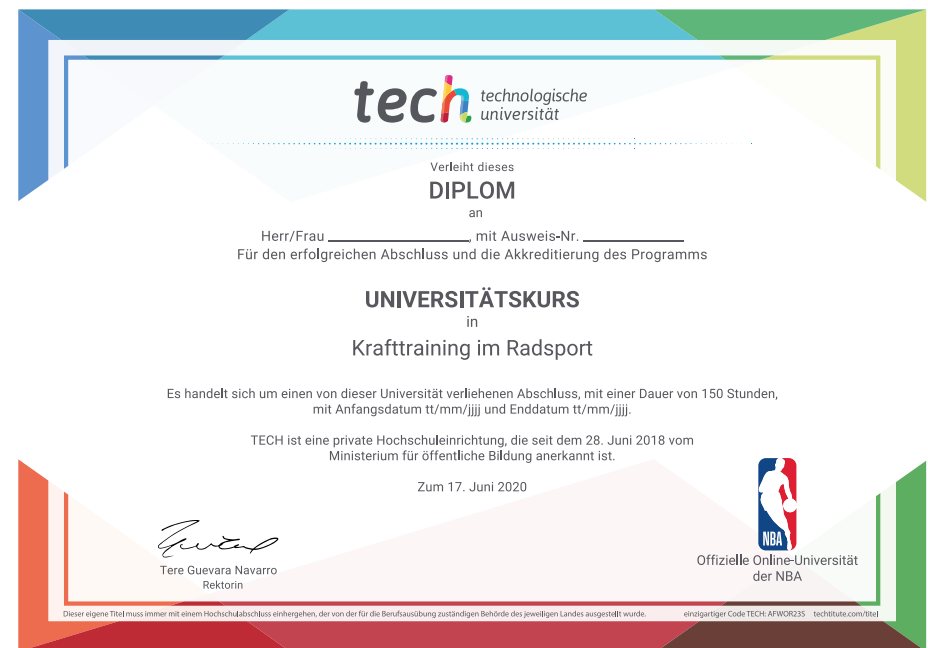 tech technologische
universität
Verleiht dieses
DIPLOM
an
Herr/Frau ____________________, mit Ausweis-Nr. ______________
Für den erfolgreichen Abschluss und die Akkreditierung des Programms
UNIVERSITÄTSKURS
in
Krafttraining im Radsport
Es handelt sich um einen von dieser Universität verliehenen Abschluss, mit einer Dauer von 150 Stunden,
mit Anfangsdatum tt/mm/jjjj und Enddatum tt/mm/jjjj.
TECH ist eine private Hochschuleinrichtung, die seit dem 28. Juni 2018 vom
Ministerium für öffentliche Bildung anerkannt ist.
Zum 17. Juni 2020
Tere Guevara Navarro
Rektorin
NBA
Offizielle Online-Universität
der NBA
Dieser eigene Titel muss immer mit einem Hochschulabschluss einhergehen, der von der für die Berufsausübung zuständigen Behörde des jeweiligen Landes ausgestellt wurde. einzigartiger Code TECH: AFWOR235 techtitute.com/titel